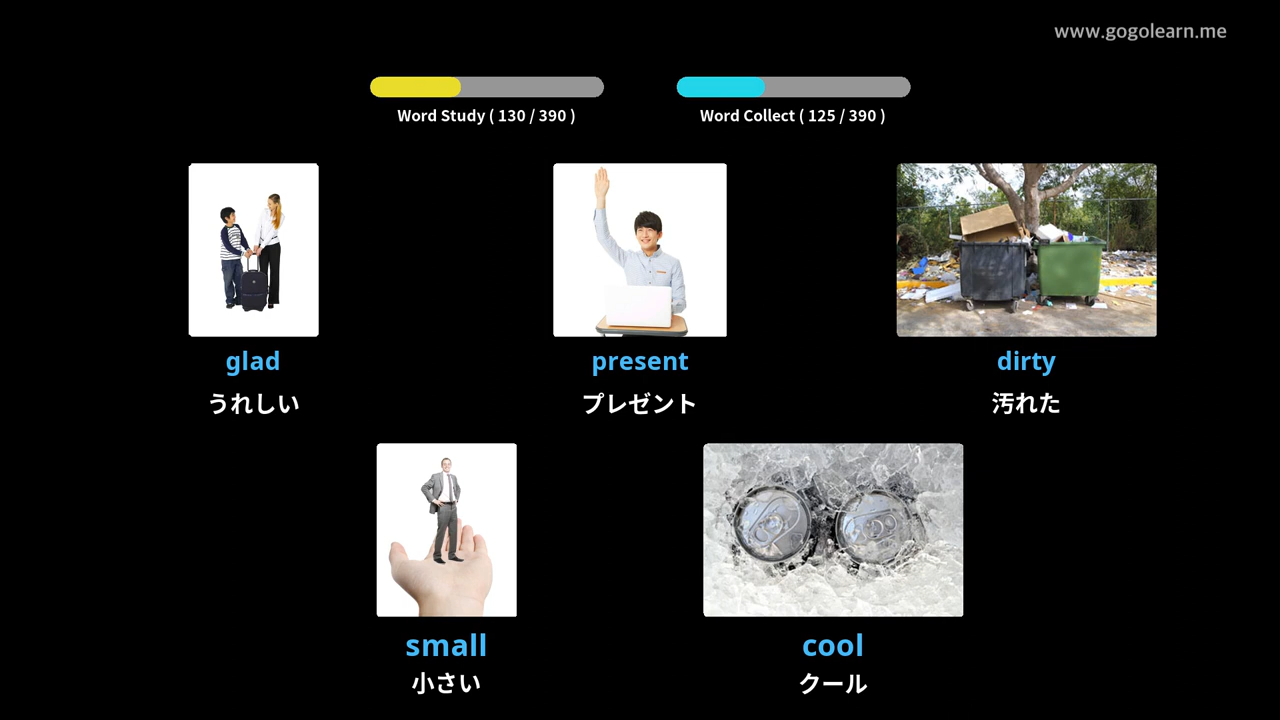 www.gogolearn.me
Word Study ( 130 / 390 )
Word Collect ( 125 / 390 )
glad
うれしい
present
プレゼント
dirty
汚れた
small
小さい
cool
クール